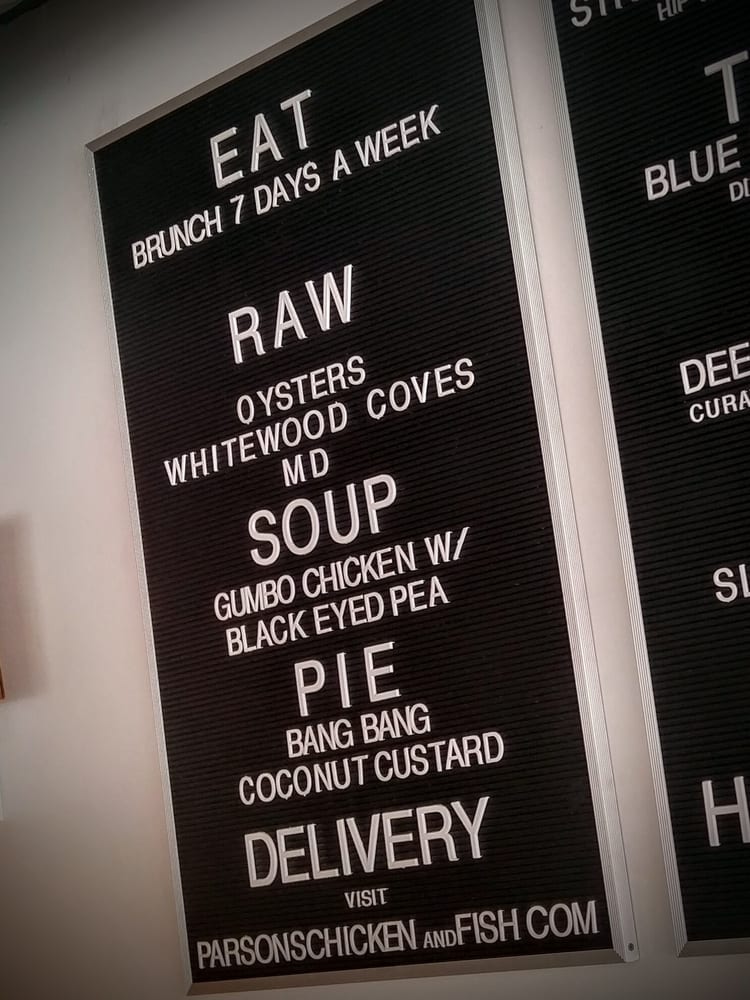 EAT
BRUNCH 7 DAYS A WEEK
RAW
OYSTERS
WHITEWOOD COVES
MD
SOUP
GUMBO CHICKEN W/
BLACK EYED PEA
PIE
BANG BANG
COCONUT CUSTARD
DELIVERY
VISIT
PARSONSCHICKEN ANDFISH COM
HIP
BLUE